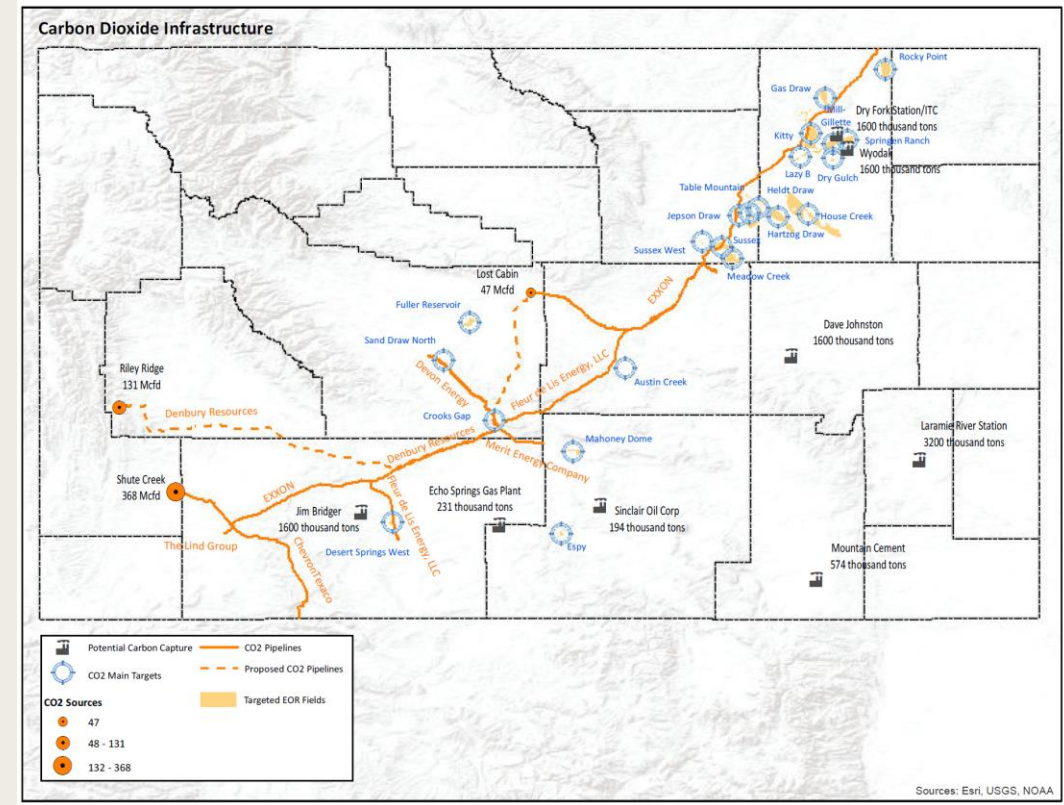 Carbon Dioxide Infrastructure
Rocky Point
Gas Draw
Mill-
Gillette
Dry Fork Station/ITC
1600 thousand tons
Kitty
Springen Ranch
Wyodak
1600 thousand tons
Lazy B
Dry Gulch
Table Mountain
Heldt Draw
Jepson Draw
House Creek
Hartzog Draw
Sussex West
Sussex
Meadow Creek
Lost Cabin
47 Mcfd
EXXON
Fuller Reservoir
Sand Draw North
Dave Johnston
1600 thousand tons
Fleur de Lis Energy, LLC
Devon Energy
Austin Creek
Riley Ridge
131 Mcfd
Denbury Resources
Crooks Gap
Laramie River Station
3200 thousand tons
Denbury Resources
Merit Energy Company
Mahoney Dome
Shute Creek
368 Mcfd
EXXON
Fleur de Lis Energy, LLC
Echo Springs Gas Plant
231 thousand tons
Jim Bridger
1600 thousand tons
Sinclair Oil Corp
194 thousand tons
The Lind Group
ChevronTexaco
Desert Springs West
Espy
Mountain Cement
574 thousand tons
Potential Carbon Capture
CO2 Pipelines
CO2 Main Targets
Proposed CO2 Pipelines
CO2 Sources
Targeted EOR Fields
47
48 - 131
132 - 368
Sources: Esri, USGS, NOAA